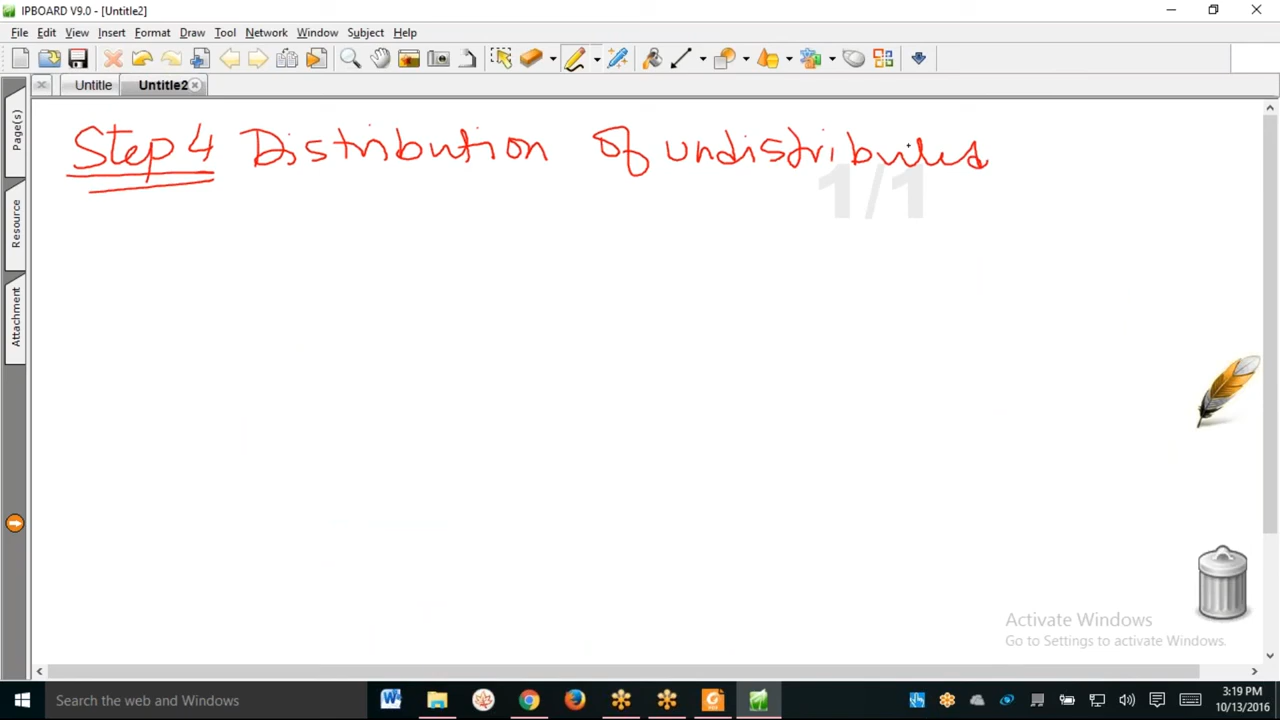 IPBOARD V9.0 - [Untitle2]
File Edit View Insert Format Draw Tool Network Window Subject Help
Untitle Untitle2
Page(s)
Resource
Attachment
Step 4 Distribution Of undistributed
1/1
Activate Windows
Go to Settings to activate Windows.
Search the web and Windows
3:19 PM
10/13/2016